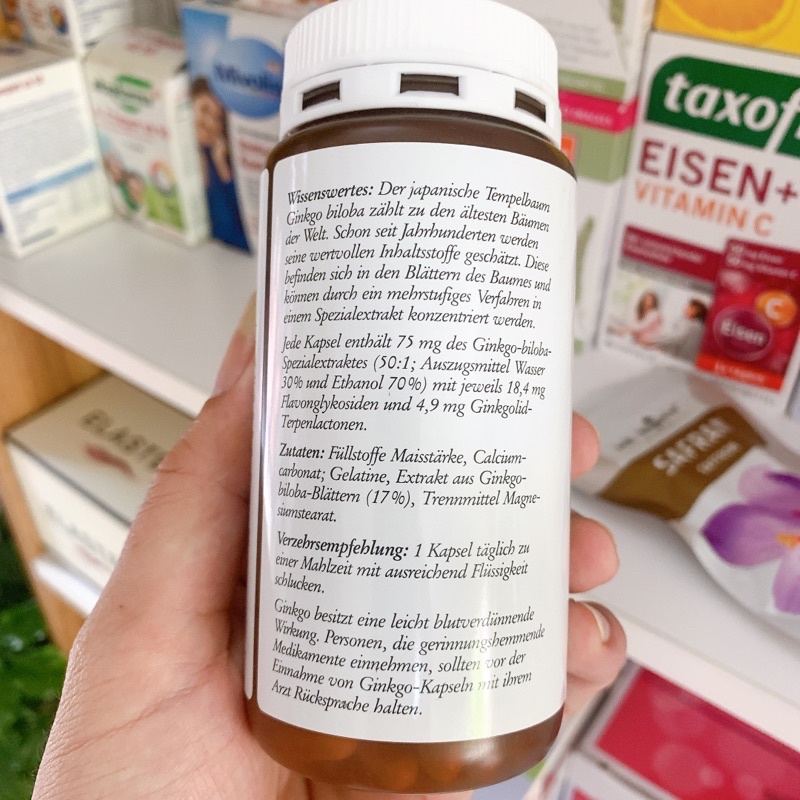 Wissenswertes: Der japanische Tempelbaum
Ginkgo biloba zählt zu den ältesten Bäumen
der Welt. Schon seit Jahrhunderten werden
seine wertvollen Inhaltsstoffe geschätzt. Diese
befinden sich in den Blättern des Baumes und
können durch ein mehrstufiges Verfahren in
einem Spezialextrakt konzentriert werden.
Jede Kapsel enthält 75 mg des Ginkgo-biloba-
Spezialextraktes (50:1; Auszugsmittel Wasser
30% und Ethanol 70%) mit jeweils 18,4 mg
Flavonglykosiden und 4,9 mg Ginkgolid-
Terpenlactonen.
Zutaten: Füllstoffe Maisstärke, Calcium-
carbonat; Gelatine, Extrakt aus Ginkgo-
biloba-Blättern (17%), Trennmittel Magne-
siumstearat.
Verzehrsempfehlung: 1 Kapsel täglich zu
einer Mahlzeit mit ausreichend Flüssigkeit
schlucken.
Ginkgo besitzt eine leicht blutverdünnende
Wirkung. Personen, die gerinnungshemmende
Medikamente einnehmen, sollten vor der
Einnahme von Ginkgo-Kapseln mit ihrem
Arzt Rücksprache halten.
taxof
EISEN+
VITAMIN C
C
Eisen
SAFRAN
ELASTE